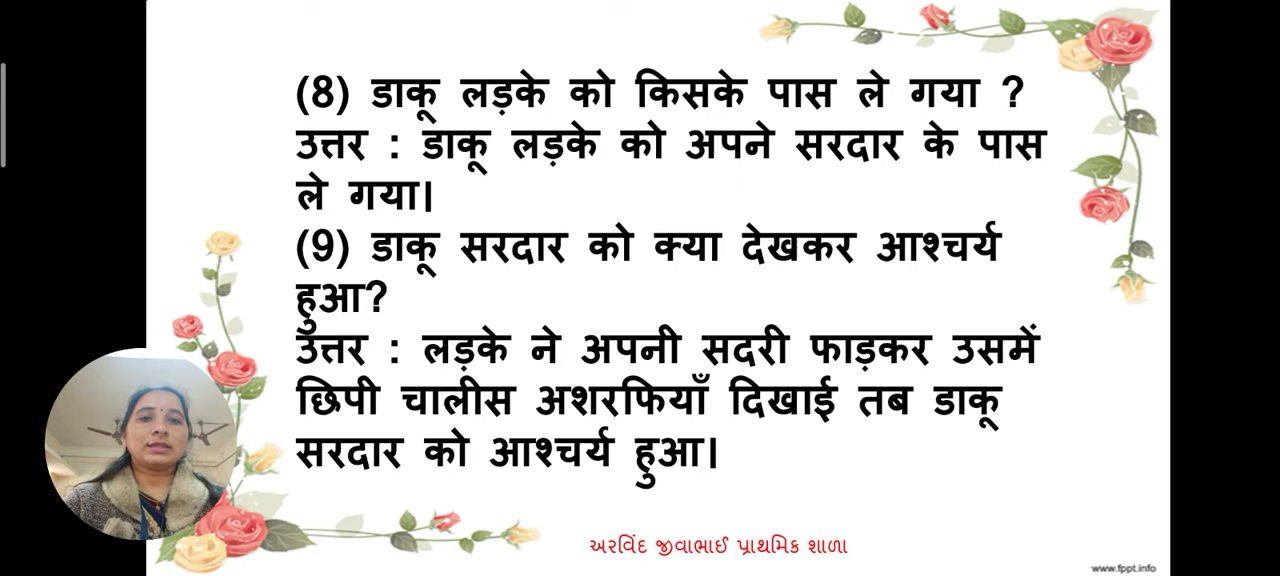 (8) डाकू लड़के को किसके पास ले गया ?
उत्तर : डाकू लड़के को अपने सरदार के पास
ले गया।
(9) डाकू सरदार को क्या देखकर आश्चर्य
हुआ?
उत्तर : लड़के ने अपनी सदरी फाड़कर उसमें
छिपी चालीस अशरफियाँ दिखाई तब डाकू
सरदार को आश्चर्य हुआ।
અરવિંદ જીવાભાઈ પ્રાથમિક શાળા
www.fppt.info